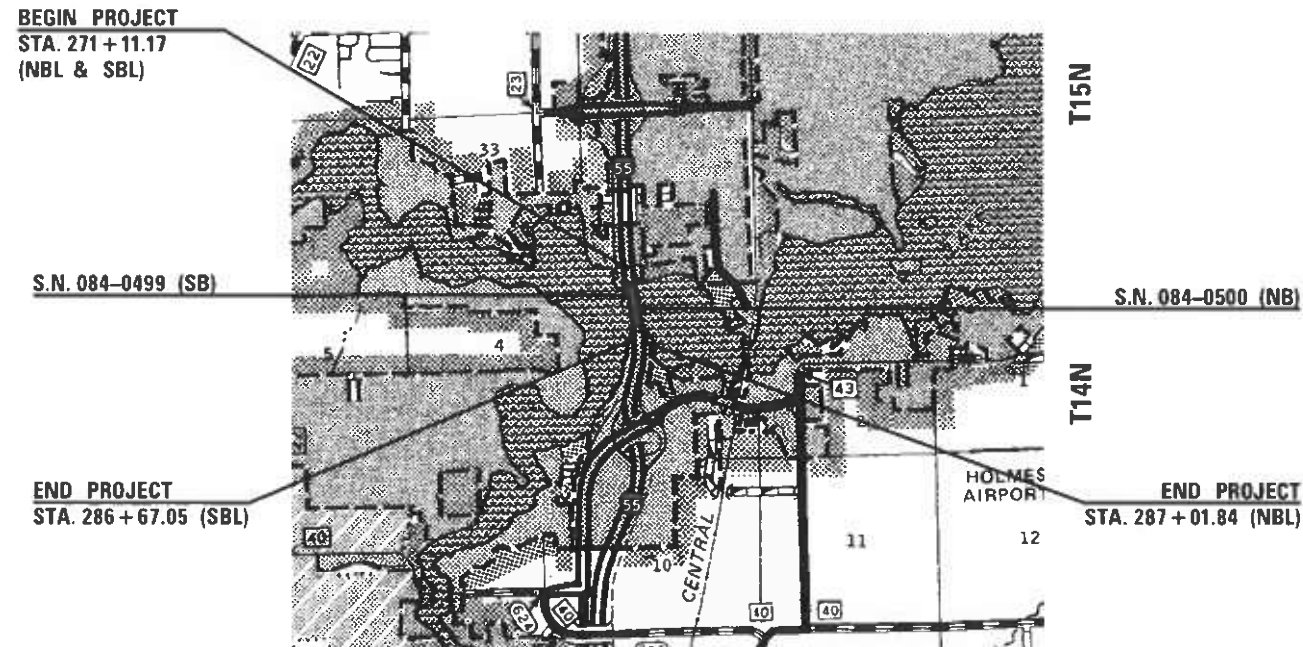 BEGIN PROJECT
STA. 271 + 11.17
(NBL & SBL)
22
23
T15N
33
55
S.N. 084-0499 (SB)
S.N. 084-0500 (NB)
5
4
1
43
2
T14N
HOLMES
AIRPORT
END PROJECT
STA. 286 + 67.05 (SBL)
END PROJECT
STA. 287 + 01.84 (NBL)
55
40
11
12
10
CENTRAL
624
40
40
40